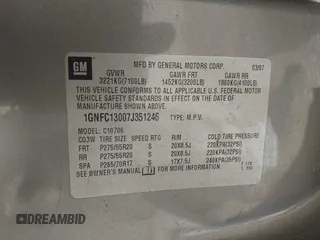 GM
MFD BY GENERAL MOTORS CORP. 03/07
GVWR GAWR FRT GAWR RR
3221KG(7100LB) 1452KG(3200LB) 1860KG(4100LB)
THIS VEHICLE CONFORMS TO ALL APPLICABLE U.S. FEDERAL
MOTOR VEHICLE SAFETY STANDARDS IN EFFECT ON THE DATE
OF MANUFACTURE SHOWN ABOVE.
1GNFC13007J351246 TYPE: M.P.V.
C10706
TIRE SIZE SPEED RTG RIM COLD TIRE PRESSURE
FRT P275/55R20 S 20X8.5J 220KPA(32PSI)
RR P275/55R20 S 20X8.5J 220KPA(32PSI)
SPA P265/70R17 S 17X7.5J 240KPA(35PSI)
SEE OWNER'S MANUAL FOR MORE INFORMATION.
DREAMBID